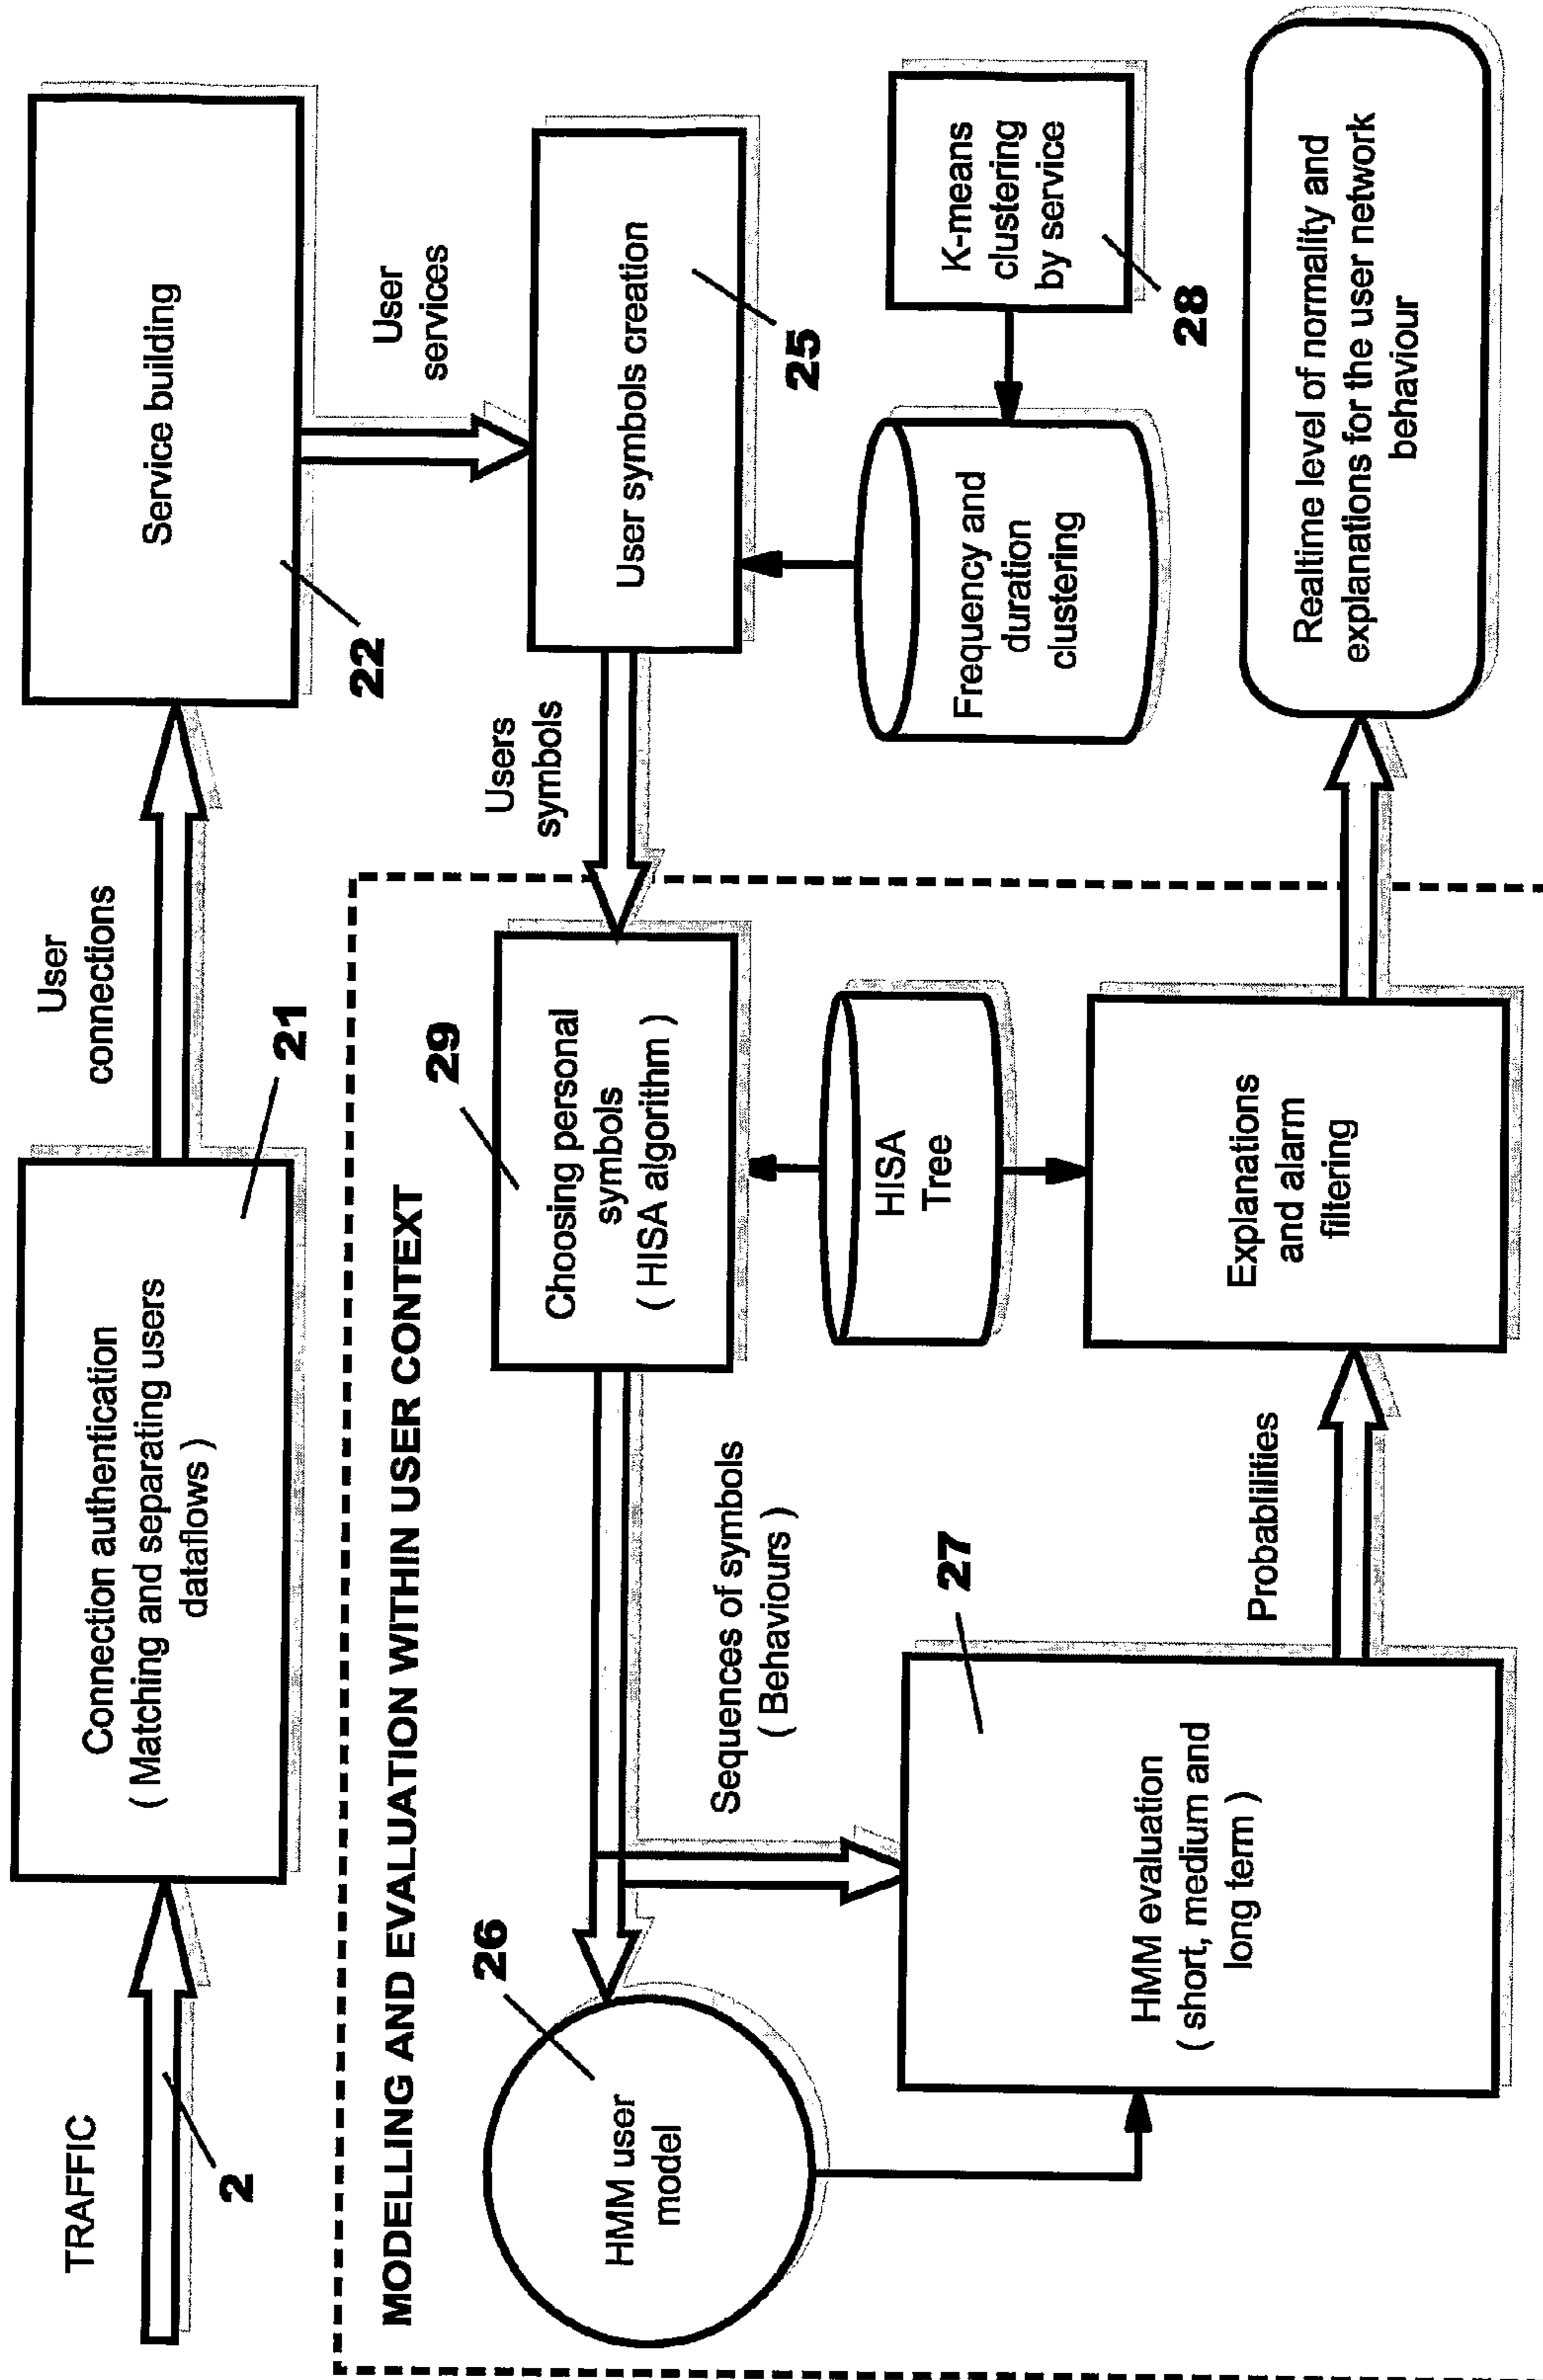 TRAFFIC
2
Connection authentication
( Matching and separating users
dataflows )
21
User
connections
Service building
22
User
services
User symbols creation
25
Users
symbols
K-means
clustering
by service
28
Frequency and
duration
clustering
MODELLING AND EVALUATION WITHIN USER CONTEXT
Choosing personal
symbols
( HISA algorithm )
29
HISA
Tree
Sequences of symbols
( Behaviours )
HMM user
model
26
HMM evaluation
( short, medium and
long term )
27
Probablilities
Explanations
and alarm
filtering
Realtime level of normality and
explanations for the user network
behaviour